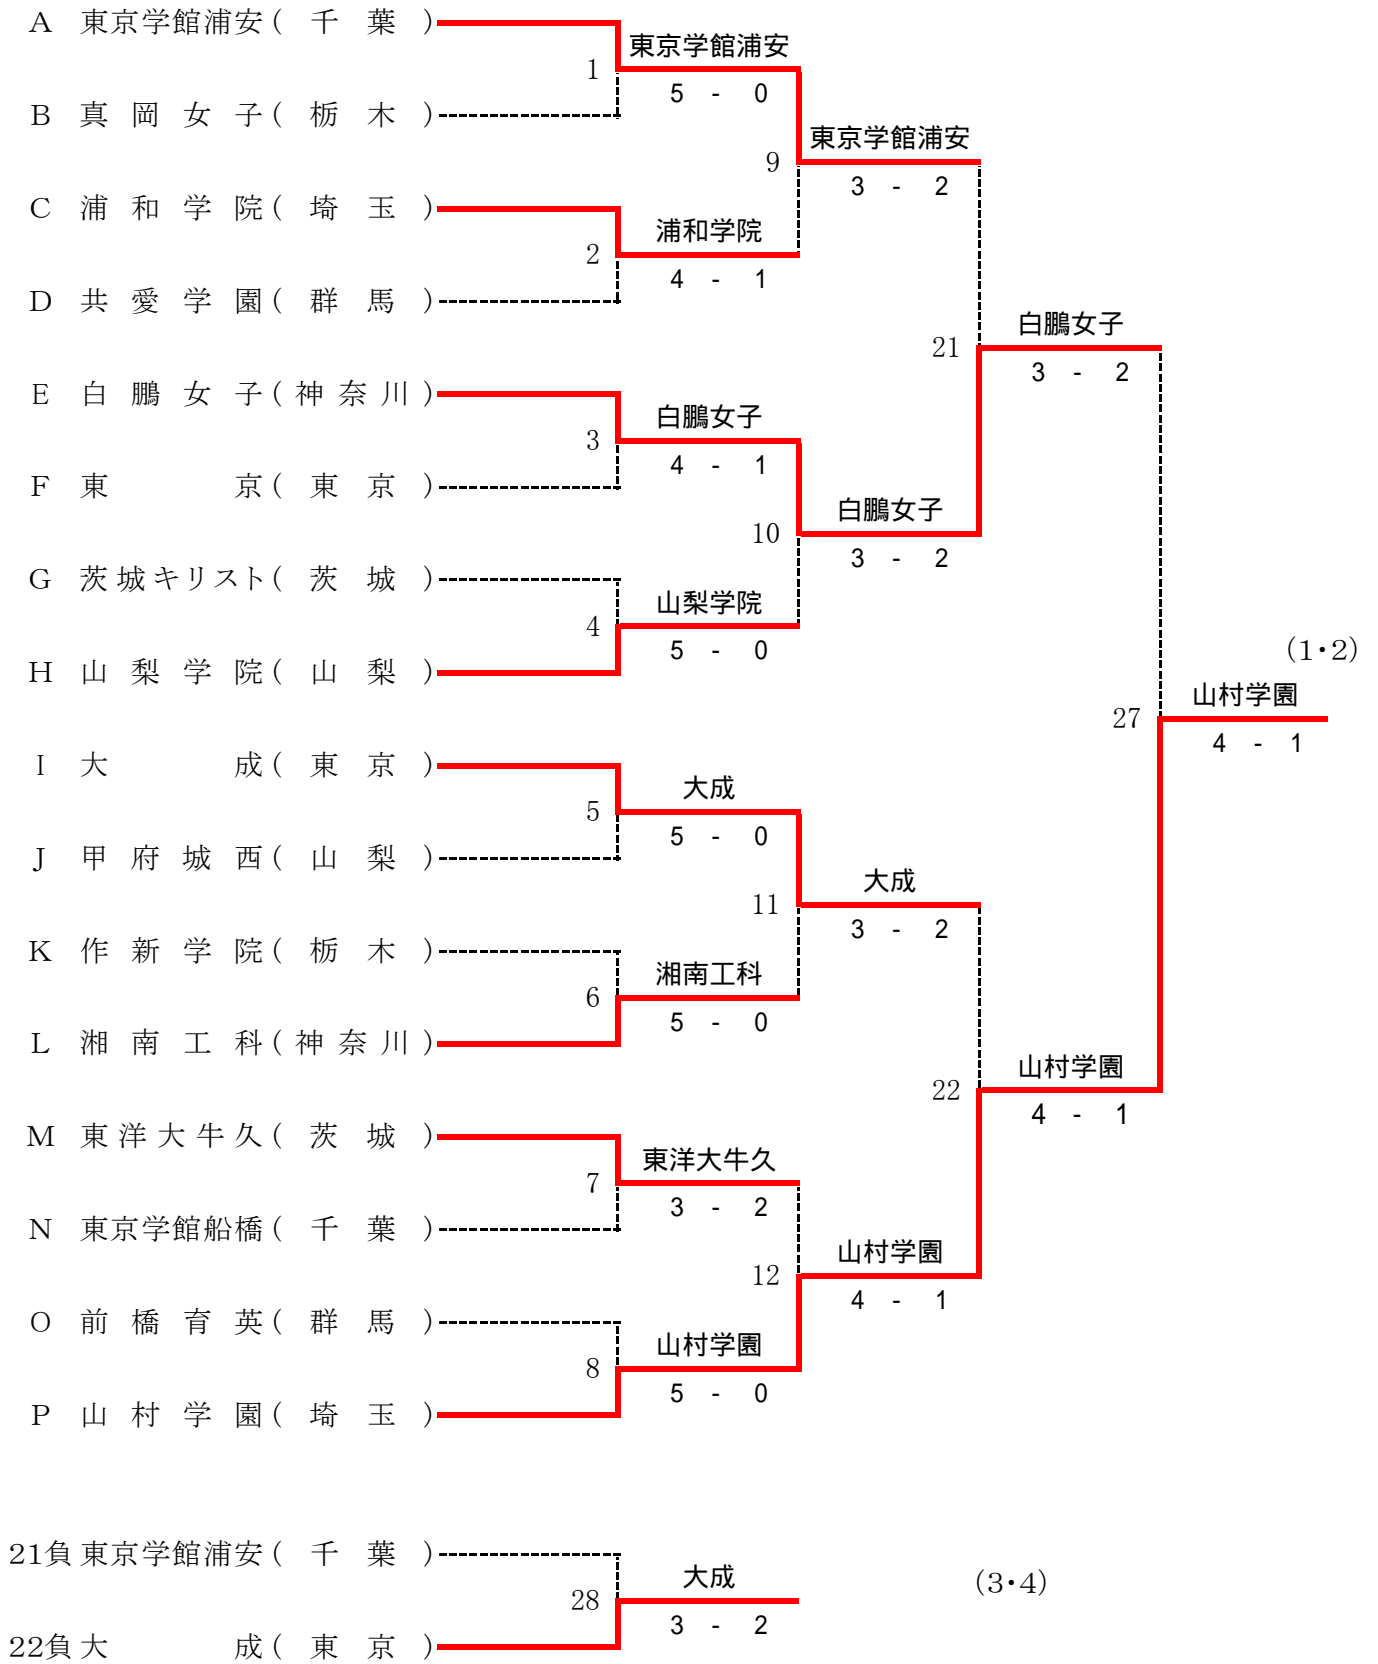 A 東京学館浦安(千葉)
東京学館浦安
1
5 - 0
B 真岡女子(栃木)
東京学館浦安
9
3 - 2
C 浦和学院(埼玉)
浦和学院
2
4 - 1
D 共愛学園(群馬)
白鵬女子
21
3 - 2
E 白鵬女子(神奈川)
白鵬女子
3
4 - 1
F 東京(東京)
白鵬女子
10
3 - 2
G 茨城キリスト(茨城)
山梨学院
4
5 - 0
H 山梨学院(山梨)
(1・2)
山村学園
27
4 - 1
I 大成(東京)
大成
5
5 - 0
J 甲府城西(山梨)
大成
11
3 - 2
K 作新学院(栃木)
湘南工科
6
5 - 0
L 湘南工科(神奈川)
山村学園
22
4 - 1
M 東洋大牛久(茨城)
東洋大牛久
7
3 - 2
N 東京学館船橋(千葉)
山村学園
12
4 - 1
O 前橋育英(群馬)
山村学園
8
5 - 0
P 山村学園(埼玉)
21負 東京学館浦安(千葉)
大成
28
(3・4)
3 - 2
22負 大成(東京)